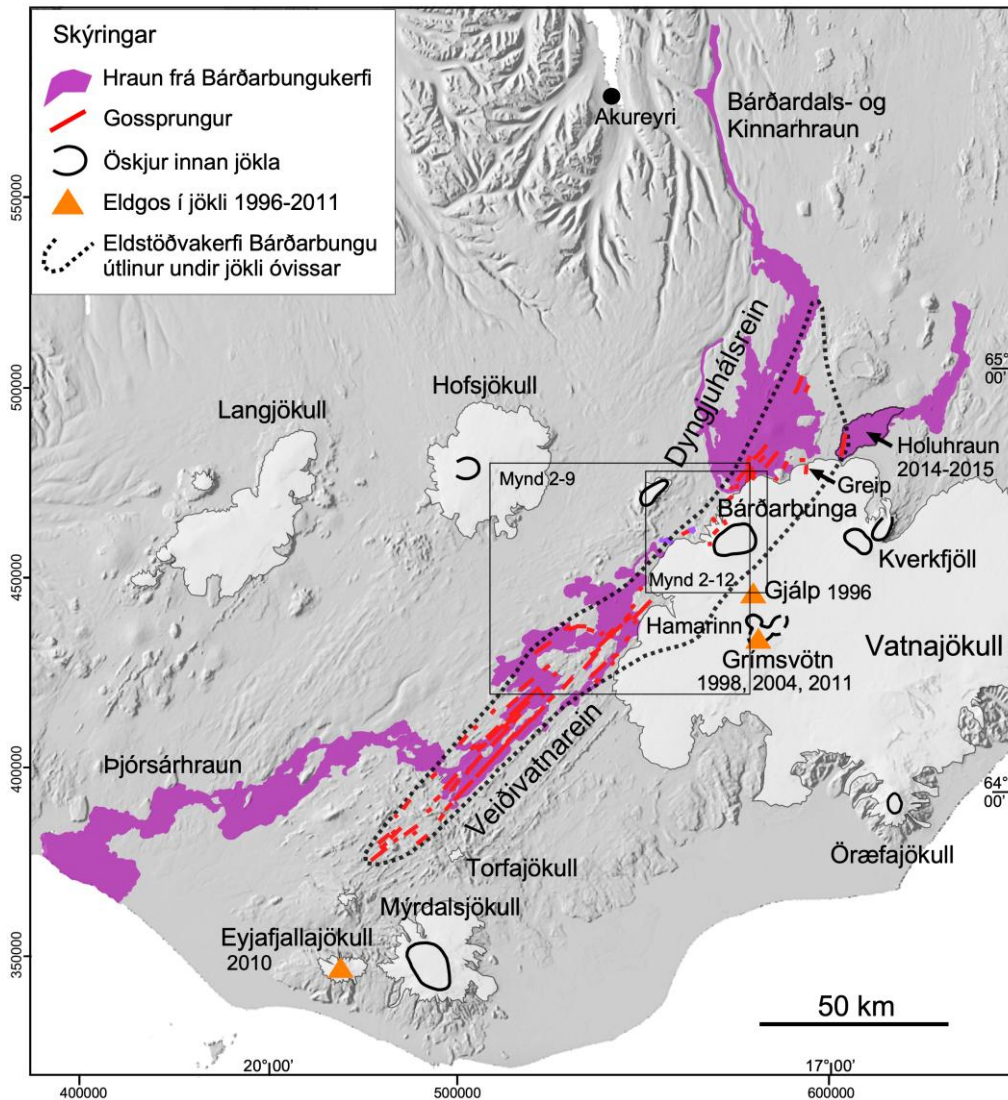 Skýringar
Hraun frá Bárðarbungukerfi
Gossprungur
Öskjur innan jökla
Eldgos í jökli 1996-2011
Eldstöðvakerfi Bárðarbungu
útlinur undir jökli óvissar
Akureyri
Bárðardals- og
Kinnarhraun
Dyngjuhálsrein
Hofsjökull
Langjökull
65°
00'
Holuhraun
2014-2015
Greip
Mynd 2-9
Bárðarbunga
Kverkfjöll
Mynd 2-12
Gjálp 1996
Hamarinn
Vatnajökull
Grímsvötn
1998, 2004, 2011
Þjórsárhraun
Veiðivatnarein
64°
00'
Öræfajökull
Torfajökull
Mýrdalsjökull
Eyjafjallajökull
2010
50 km
550000
500000
450000
400000
350000
20°00'
17°00'
400000
500000
600000